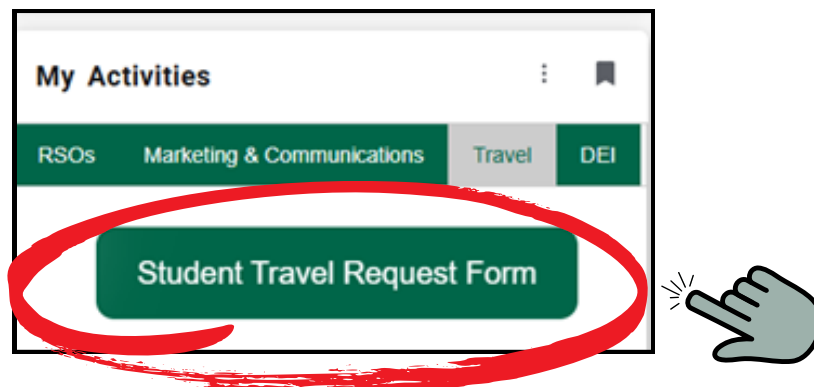 My Activities
RSOs Marketing & Communications Travel DEI
Student Travel Request Form